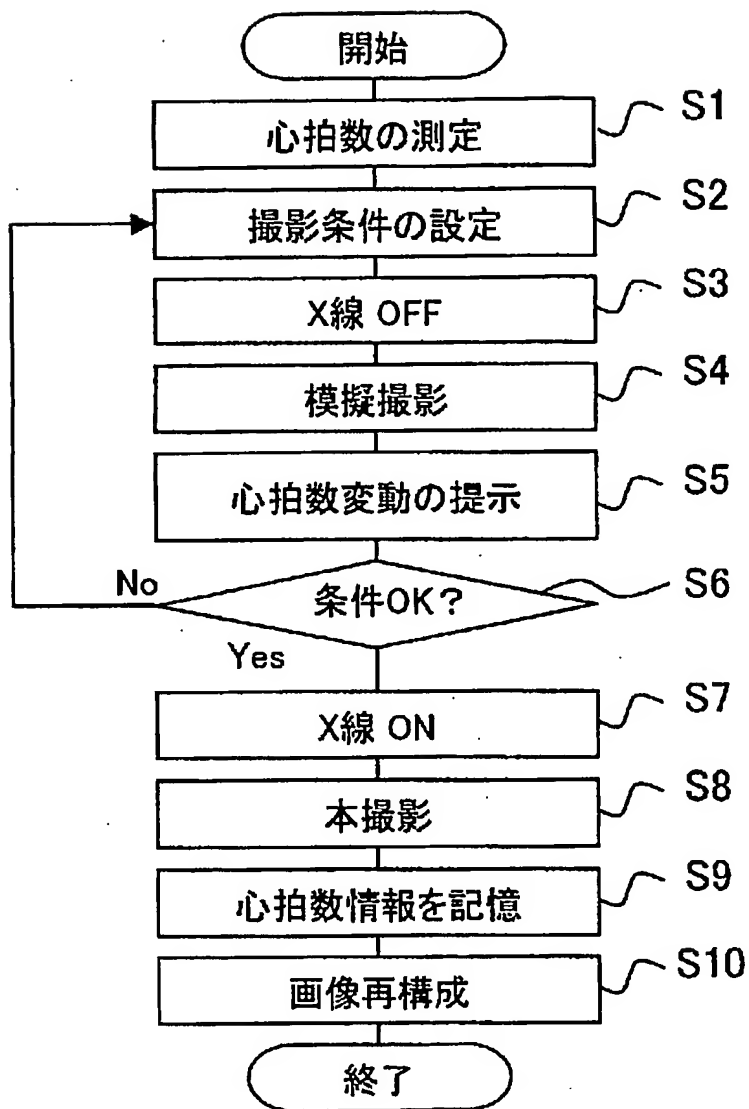 開始
心拍数の測定
S1
撮影条件の設定
S2
X線 OFF
S3
模擬撮影
S4
心拍数変動の提示
S5
条件OK?
S6
No
Yes
X線 ON
S7
本撮影
S8
心拍数情報を記憶
S9
画像再構成
S10
終了